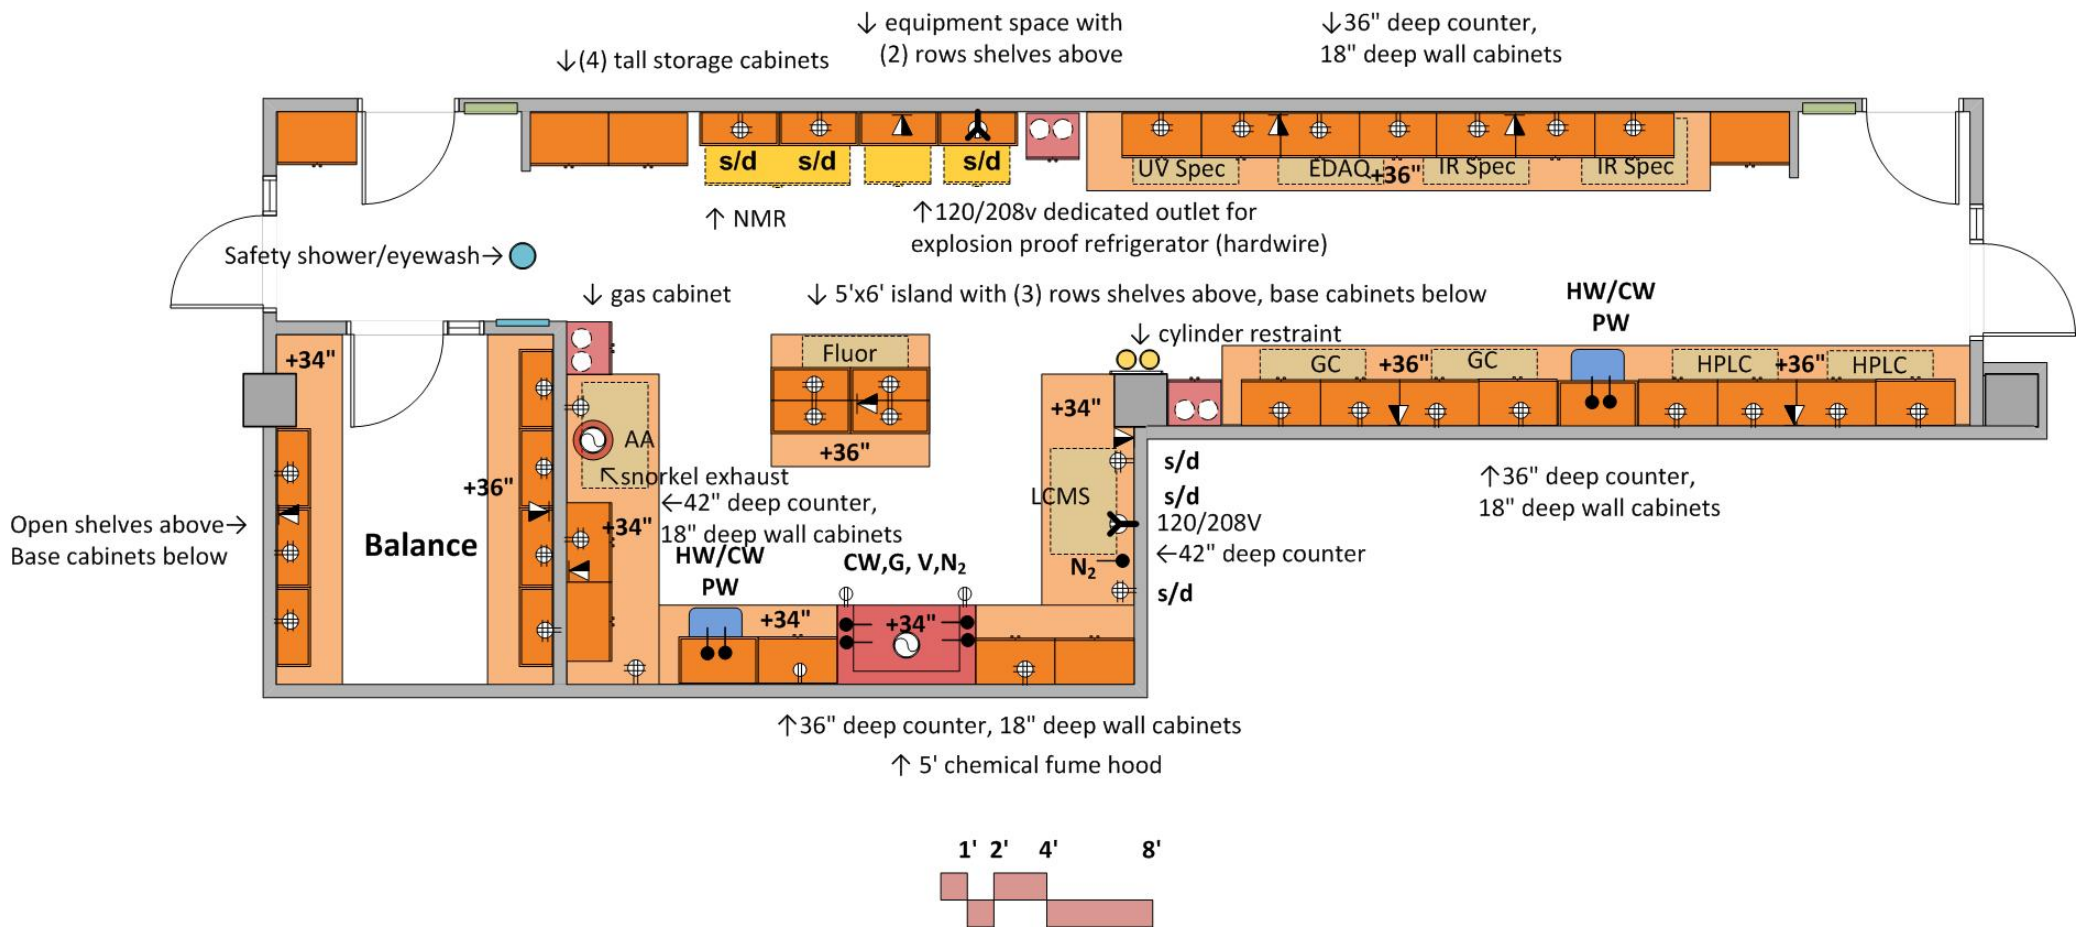 ↓ equipment space with
(2) rows shelves above
↓36" deep counter,
18" deep wall cabinets
↓(4) tall storage cabinets
s/d
s/d
s/d
UV Spec
EDAQ
+36"
IR Spec
IR Spec
↑ NMR
↑120/208v dedicated outlet for
explosion proof refrigerator (hardwire)
Safety shower/eyewash→
↓ gas cabinet
↓ 5'x6' island with (3) rows shelves above, base cabinets below
HW/CW
PW
↓ cylinder restraint
+34"
Fluor
GC
+36"
GC
HPLC
+36"
HPLC
+34"
AA
+36"
s/d
↖snorkel exhaust
+36"
←42" deep counter,
18" deep wall cabinets
LCMS
s/d
↑36" deep counter,
18" deep wall cabinets
Open shelves above→
Base cabinets below
+34"
120/208V
Balance
←42" deep counter
HW/CW
PW
CW,G, V,N₂
N₂
s/d
+34"
+34"
↑36" deep counter, 18" deep wall cabinets
↑ 5' chemical fume hood
1' 2' 4' 8'